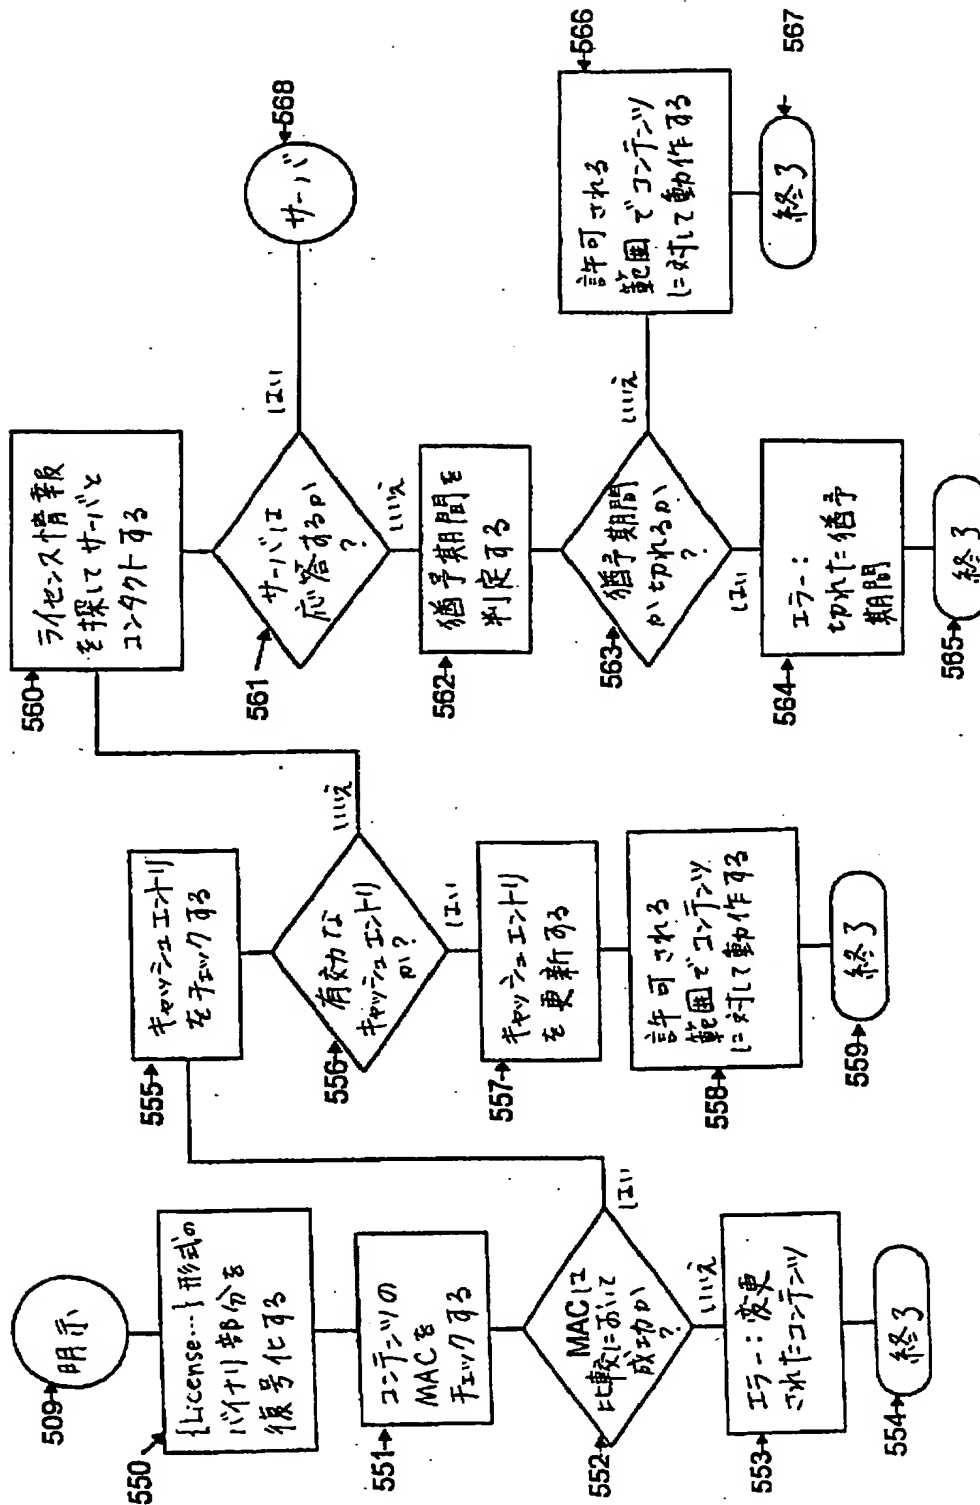 509
明示
550
{License…}形式の
バイナリ部分を
復号化する
551
コンテンツの
MACを
チェックする
552
MACは
比較において
成功か
?
はい
いいえ
553
エラー:変更
されたコンテンツ
554
終了
555
キャッシュエントリ
をチェックする
556
有効な
キャッシュエントリ
か?
いいえ
はい
557
キャッシュエントリ
を更新する
558
許可される
範囲でコンテンツ
に対して動作する
559
終了
560
ライセンス情報
を探してサーバと
コンタクトする
561
サーバは
応答するか
?
はい
いいえ
568
サーバ
562
猶予期間を
判定する
563
猶予期間
が切れるか
?
いいえ
はい
564
エラー:
切れた猶予
期間
565
終了
566
許可される
範囲でコンテンツ
に対して動作する
567
終了